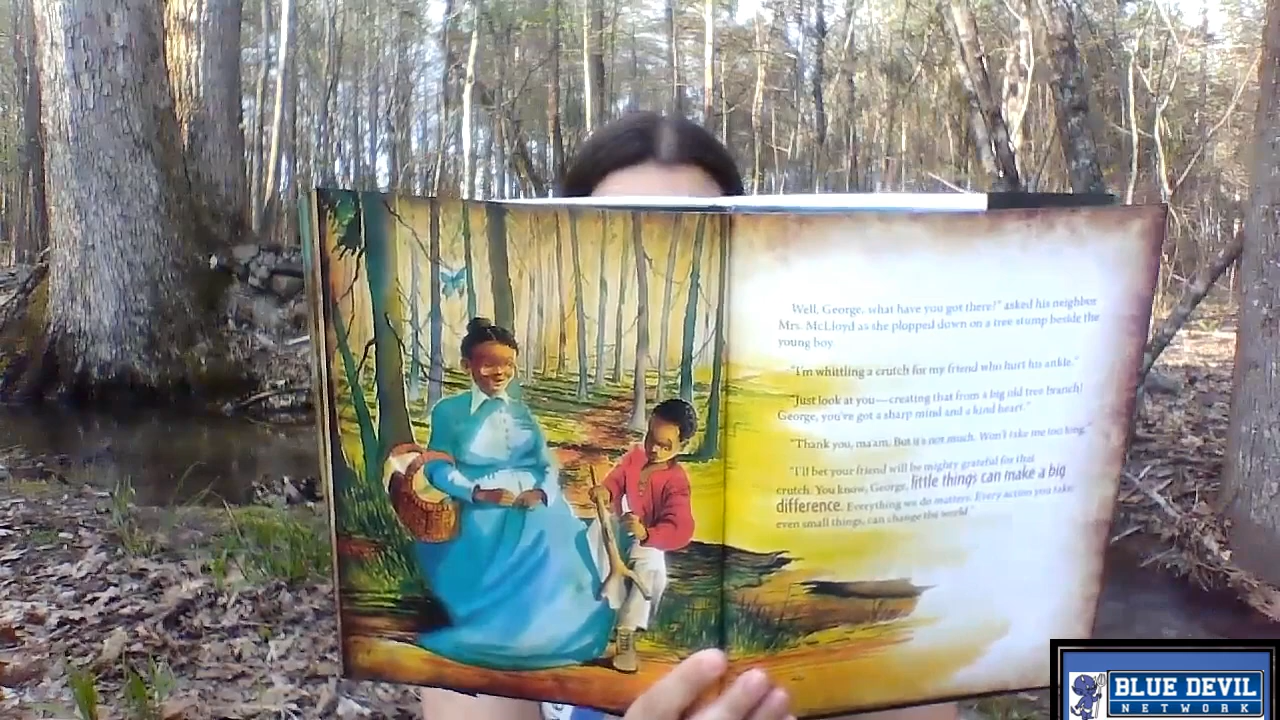 Well, George, what have you got there?" asked his neighbor
Mrs. McLloyd as she plopped down on a tree stump beside the
young boy.
"I'm whittling a crutch for my friend who hurt his ankle."
"Just look at you—creating that from a big old tree branch!
George, you've got a sharp mind and a kind heart."
"Thank you, ma'am. But it's not much. Won't take me too long."
"I'll bet your friend will be mighty grateful for that
crutch. You know, George, little things can make a big
difference. Everything we do matters. Every action you take,
even small things, can change the world."
BLUE DEVIL
NETWORK